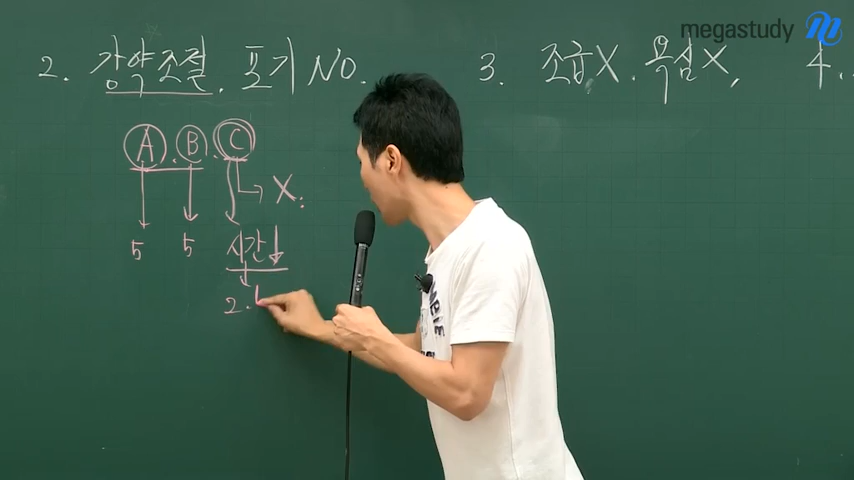 megastudy
2. 강약조절. 포기 NO.
3. 조급X. 욕심X,
4.
A. B. C
X.
5 5 시간↓
2.